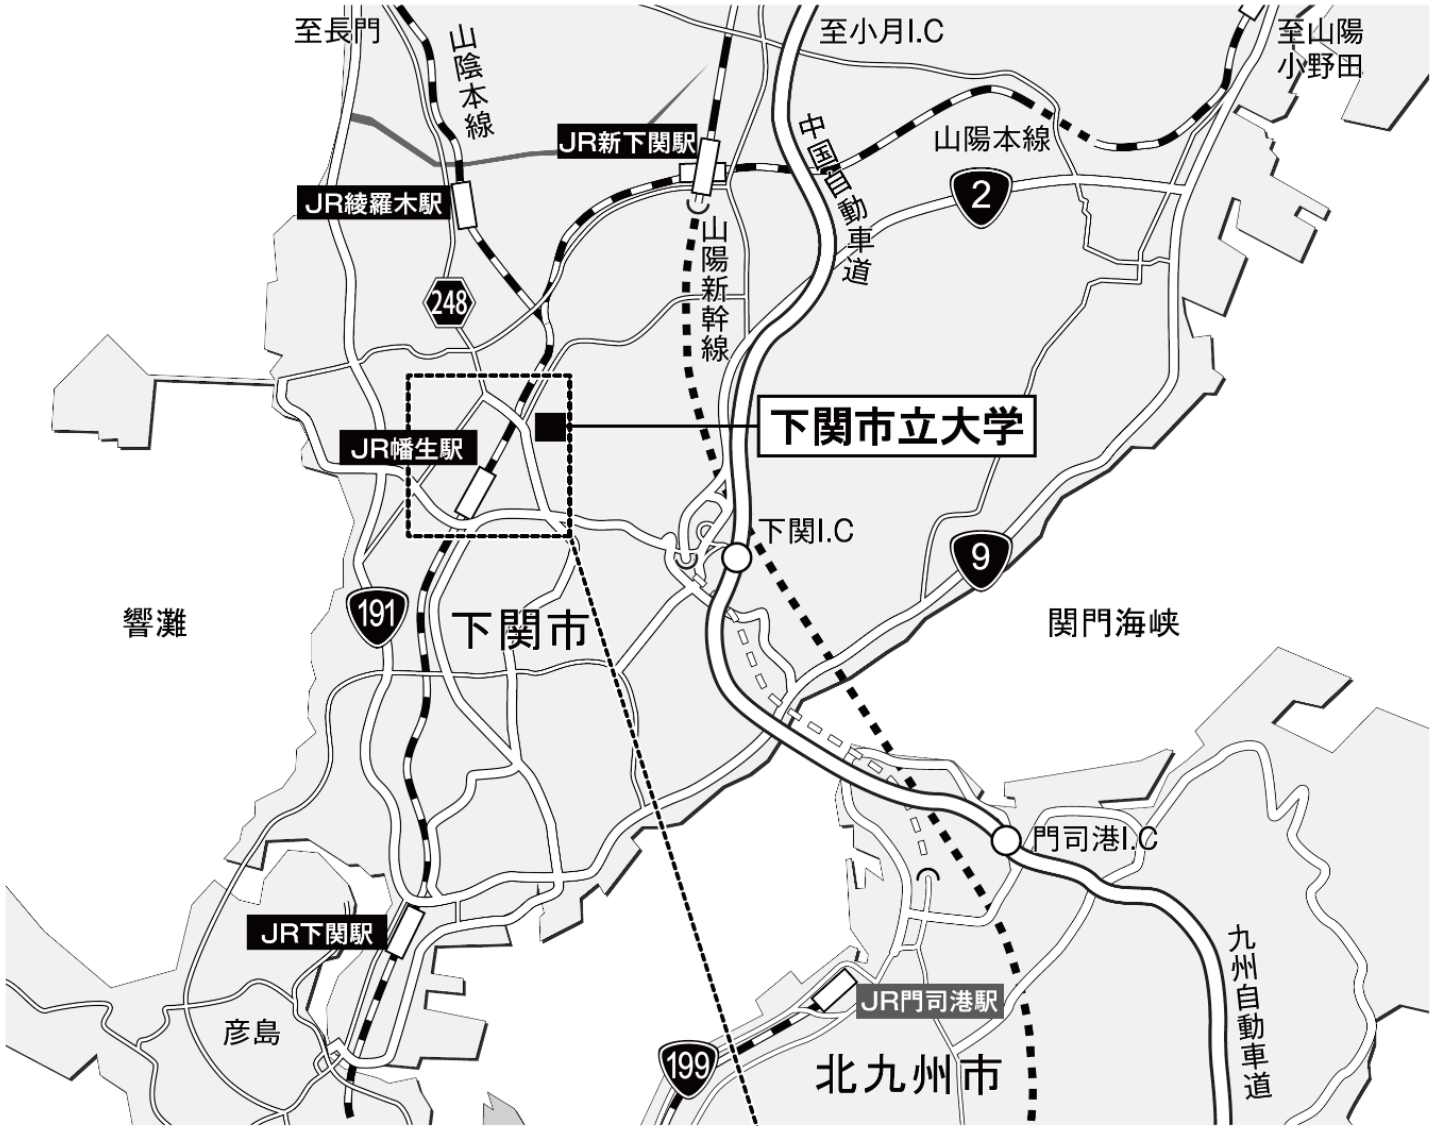 至長門
山陰本線
至小月I.C
至山陽
小野田
JR新下関駅
中国自動車道
山陽本線
2
JR綾羅木駅
山陽新幹線
248
下関市立大学
JR幡生駅
下関I.C
9
191
下関市
響灘
関門海峡
門司港I.C
JR下関駅
九州自動車道
JR門司港駅
彦島
199
北九州市